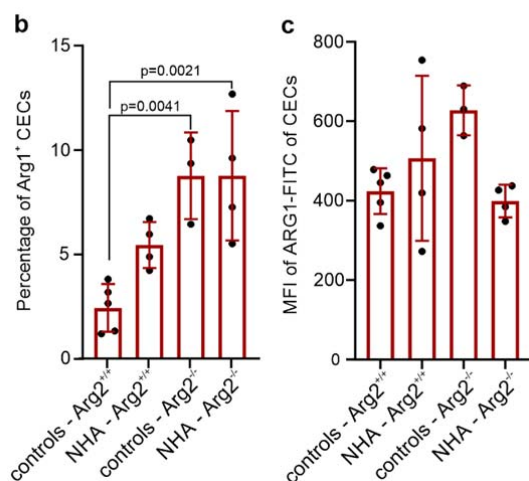 b
Percentage of Arg1⁺ CECs
15
10
5
0
p=0.0021
p=0.0041
controls - Arg2⁺/⁺
NHA - Arg2⁺/⁺
controls - Arg2⁻/⁻
NHA - Arg2⁻/⁻
c
MFI of ARG1-FITC of CECs
800
600
400
200
0
controls - Arg2⁺/⁺
NHA - Arg2⁺/⁺
controls - Arg2⁻/⁻
NHA - Arg2⁻/⁻